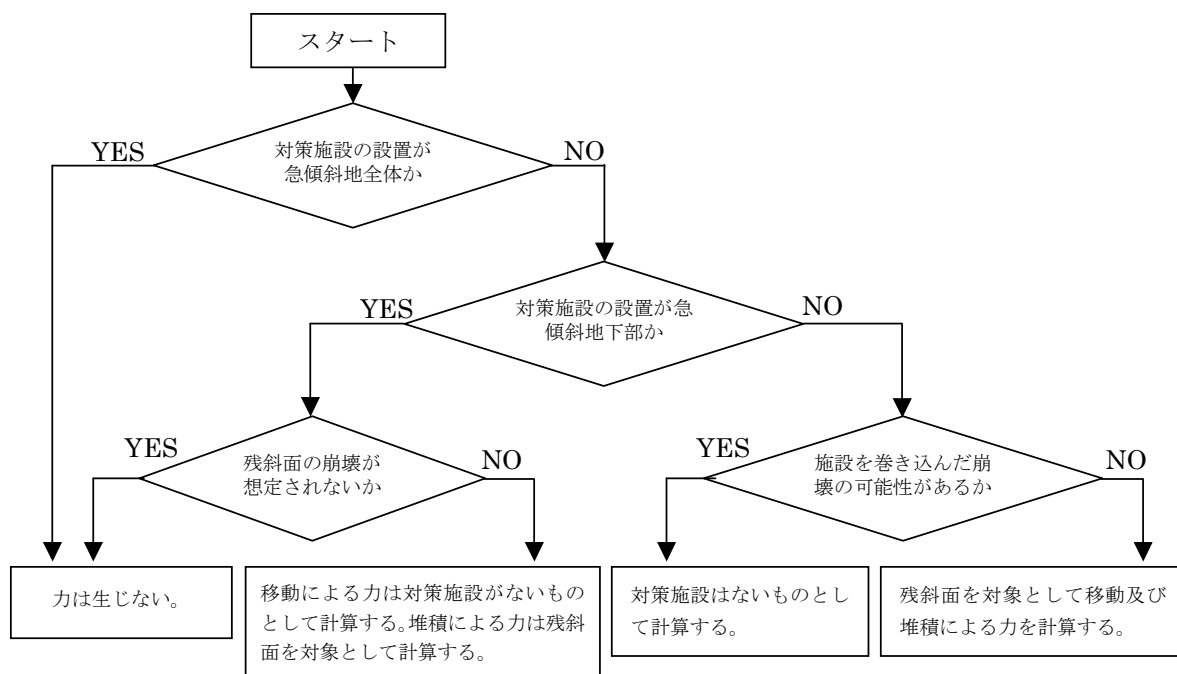 スタート
YES
対策施設の設置が
急傾斜地全体か
NO
YES
対策施設の設置が急
傾斜地下部か
NO
YES
残斜面の崩壊が
想定されないか
NO
YES
施設を巻き込んだ崩
壊の可能性があるか
NO
力は生じない。
移動による力は対策施設がないもの
として計算する。堆積による力は残斜
面を対象として計算する。
対策施設はないものとし
て計算する。
残斜面を対象として移動及び
堆積による力を計算する。